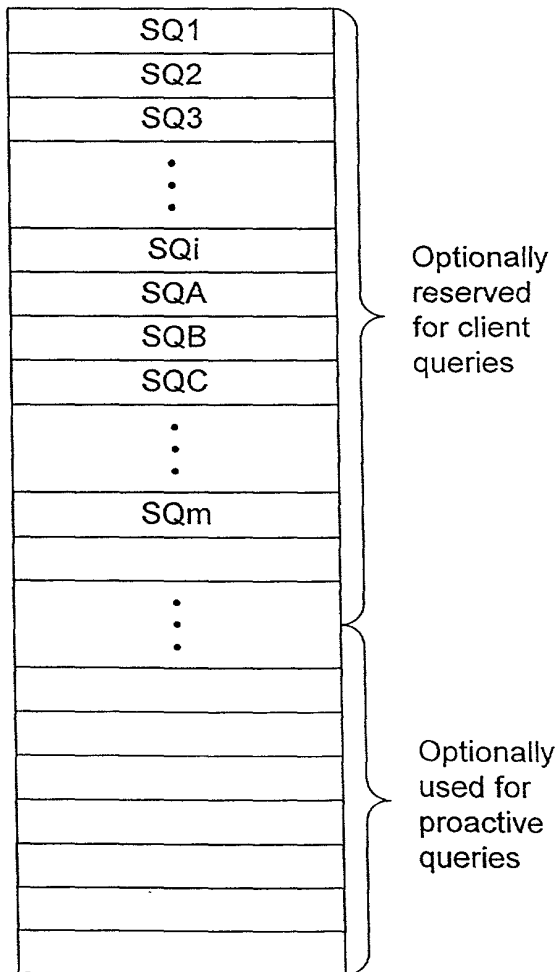 SQ1
SQ2
SQ3
SQi
SQA
SQB
SQC
SQm
Optionally
reserved
for client
queries
Optionally
used for
proactive
queries